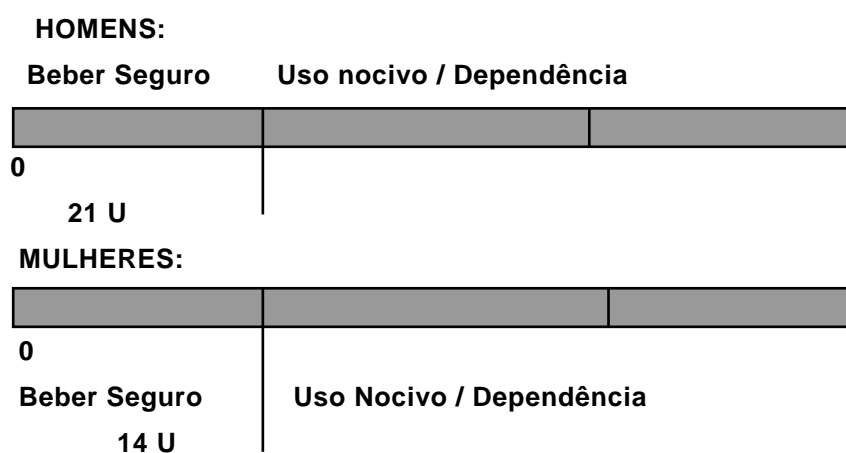 HOMENS:
Beber Seguro Uso nocivo / Dependência
0
21 U
MULHERES:
0
Beber Seguro Uso Nocivo / Dependência
14 U